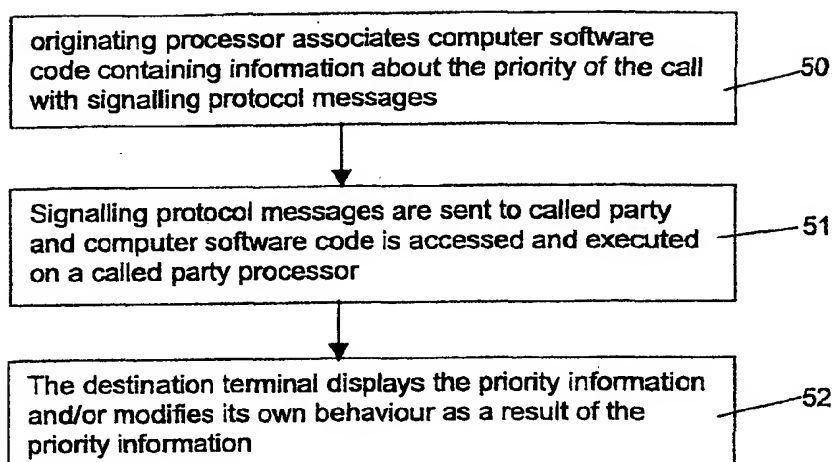 originating processor associates computer software
code containing information about the priority of the call
with signalling protocol messages
50
Signalling protocol messages are sent to called party
and computer software code is accessed and executed
on a called party processor
51
The destination terminal displays the priority information
and/or modifies its own behaviour as a result of the
priority information
52